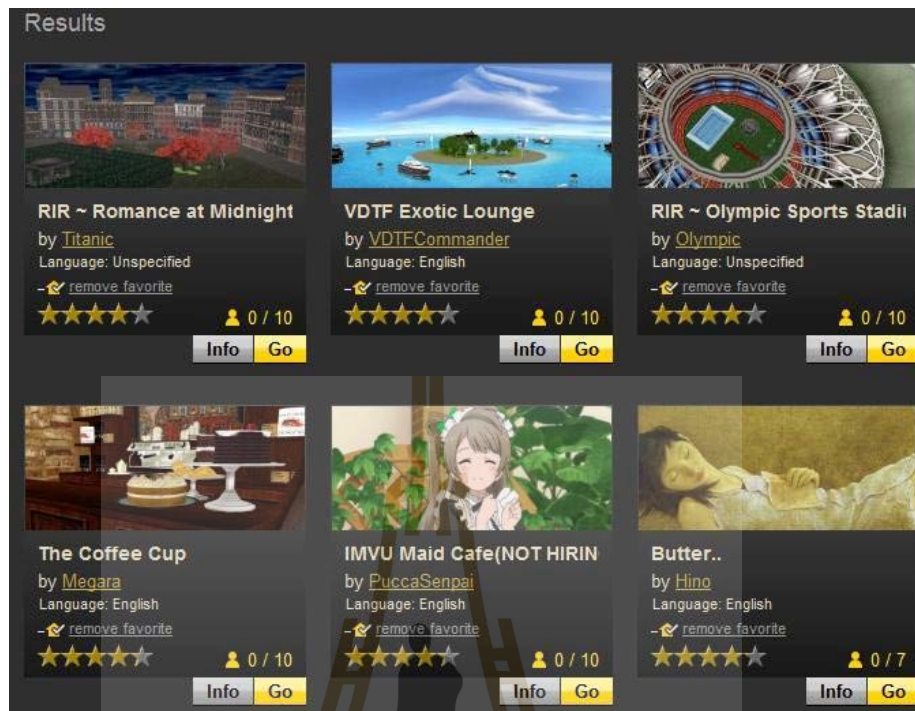 Results
RIR ~ Romance at Midnight
by Titanic
Language: Unspecified
remove favorite
0 / 10
Info Go
VDTF Exotic Lounge
by VDTFCommander
Language: English
remove favorite
0 / 10
Info Go
RIR ~ Olympic Sports
by Olympic
Language: Unspecified
remove favorite
0 / 10
Info Go
The Coffee Cup
by Megara
Language: English
remove favorite
0 / 10
Info Go
IMVU Maid Cafe(NOT HIRIN
by PuccaSenpai
Language: English
remove favorite
0 / 10
Info Go
Butter..
by Hino
Language: English
remove favorite
0 / 7
Info Go